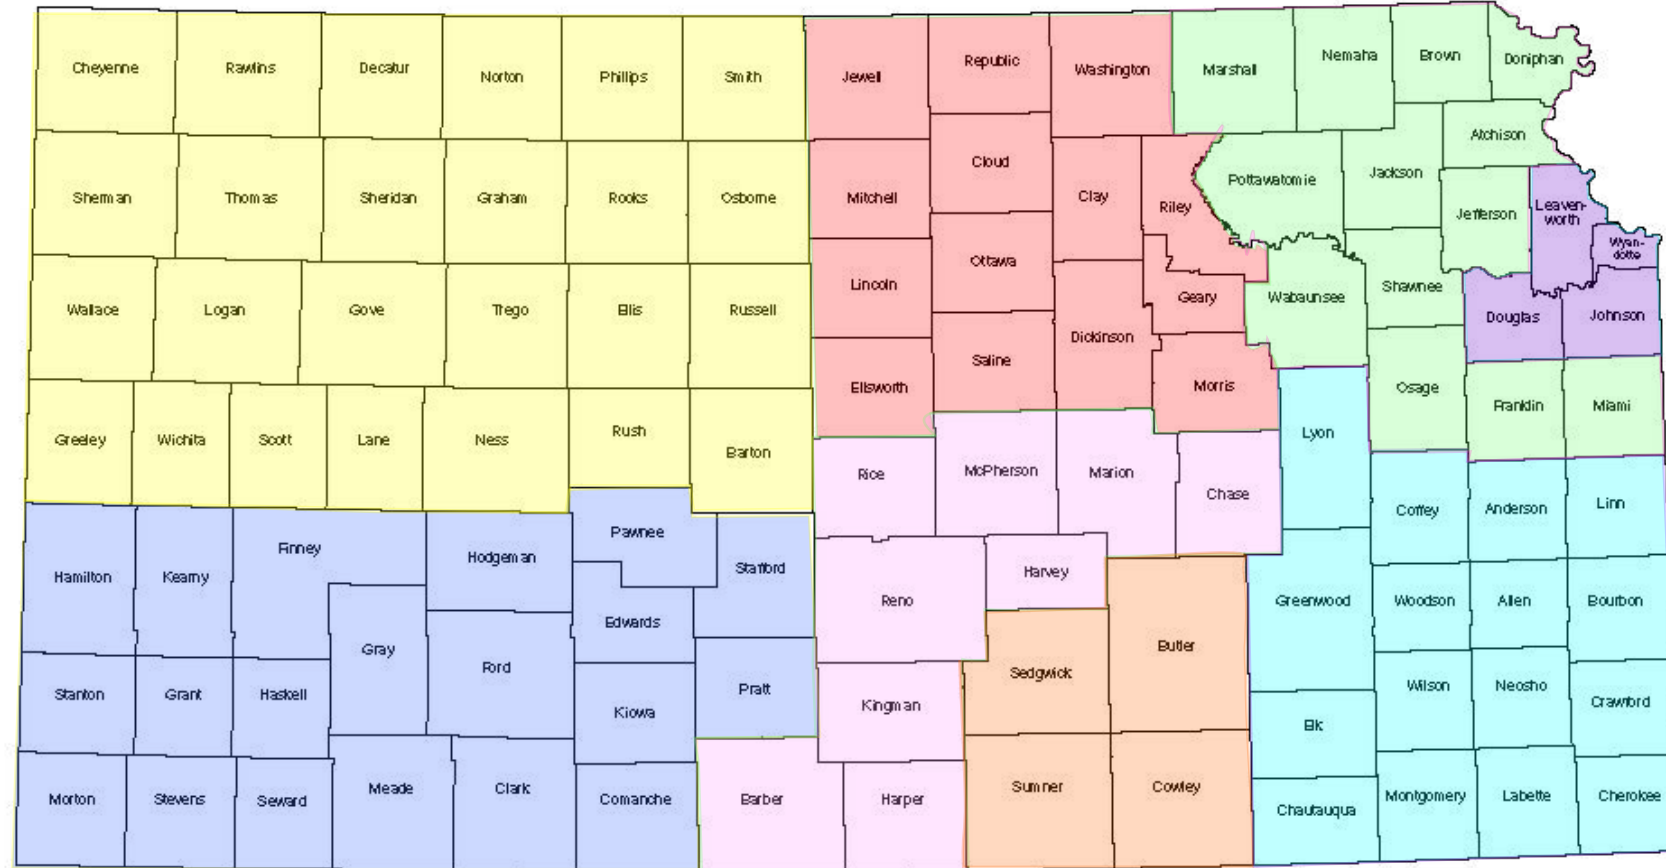 Cheyenne
Rawlins
Decatur
Norton
Phillips
Smith
Jewell
Republic
Washington
Marshall
Nemaha
Brown
Doniphan
Sherman
Thomas
Sheridan
Graham
Rooks
Osborne
Mitchell
Cloud
Clay
Riley
Pottawatomie
Jackson
Atchison
Jefferson
Leaven-
worth
Wyan-
dotte
Wallace
Logan
Gove
Trego
Ellis
Russell
Lincoln
Ottawa
Dickinson
Geary
Wabaunsee
Shawnee
Douglas
Johnson
Greeley
Wichita
Scott
Lane
Ness
Rush
Barton
Ellsworth
Saline
Morris
Lyon
Osage
Franklin
Miami
Rice
McPherson
Marion
Chase
Coffey
Anderson
Linn
Hamilton
Kearny
Finney
Hodgeman
Pawnee
Stafford
Reno
Harvey
Greenwood
Woodson
Allen
Bourbon
Gray
Ford
Edwards
Stanton
Grant
Haskell
Kiowa
Pratt
Kingman
Sedgwick
Butler
Elk
Wilson
Neosho
Crawford
Morton
Stevens
Seward
Meade
Clark
Comanche
Barber
Harper
Sumner
Cowley
Chautauqua
Montgomery
Labette
Cherokee